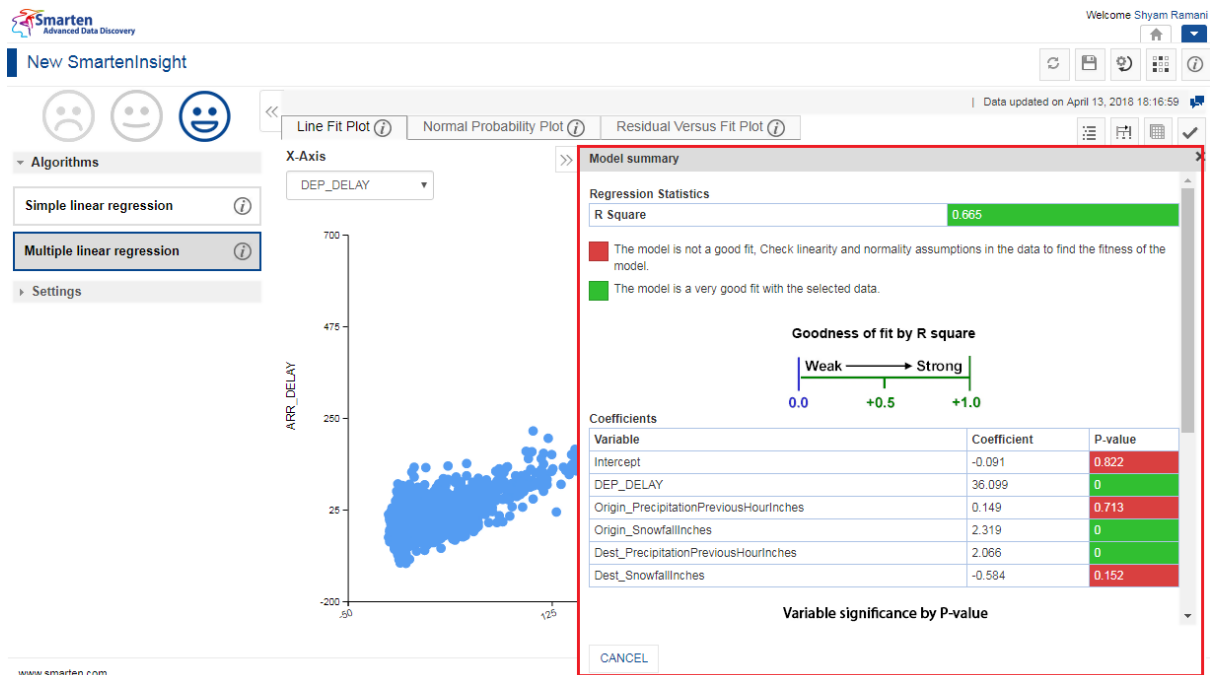 Smarten
Advanced Data Discovery
Welcome Shyam Ramani
New SmartenInsight
| Data updated on April 13, 2018 18:16:59
Line Fit Plot
Normal Probability Plot
Residual Versus Fit Plot
Algorithms
Simple linear regression
Multiple linear regression
Settings
X-Axis
DEP_DELAY
700
475
250
25
-200
ARR_DELAY
-50
125
Model summary
Regression Statistics
R Square 0.665
The model is not a good fit, Check linearity and normality assumptions in the data to find the fitness of the
model.
The model is a very good fit with the selected data.
Goodness of fit by R square
Weak Strong
0.0 +0.5 +1.0
Coefficients
Variable Coefficient P-value
Intercept -0.091 0.822
DEP_DELAY 36.099 0
Origin_PrecipitationPreviousHourInches 0.149 0.713
Origin_SnowfallInches 2.319 0
Dest_PrecipitationPreviousHourInches 2.066 0
Dest_SnowfallInches -0.584 0.152
Variable significance by P-value
CANCEL
www.smarten.com